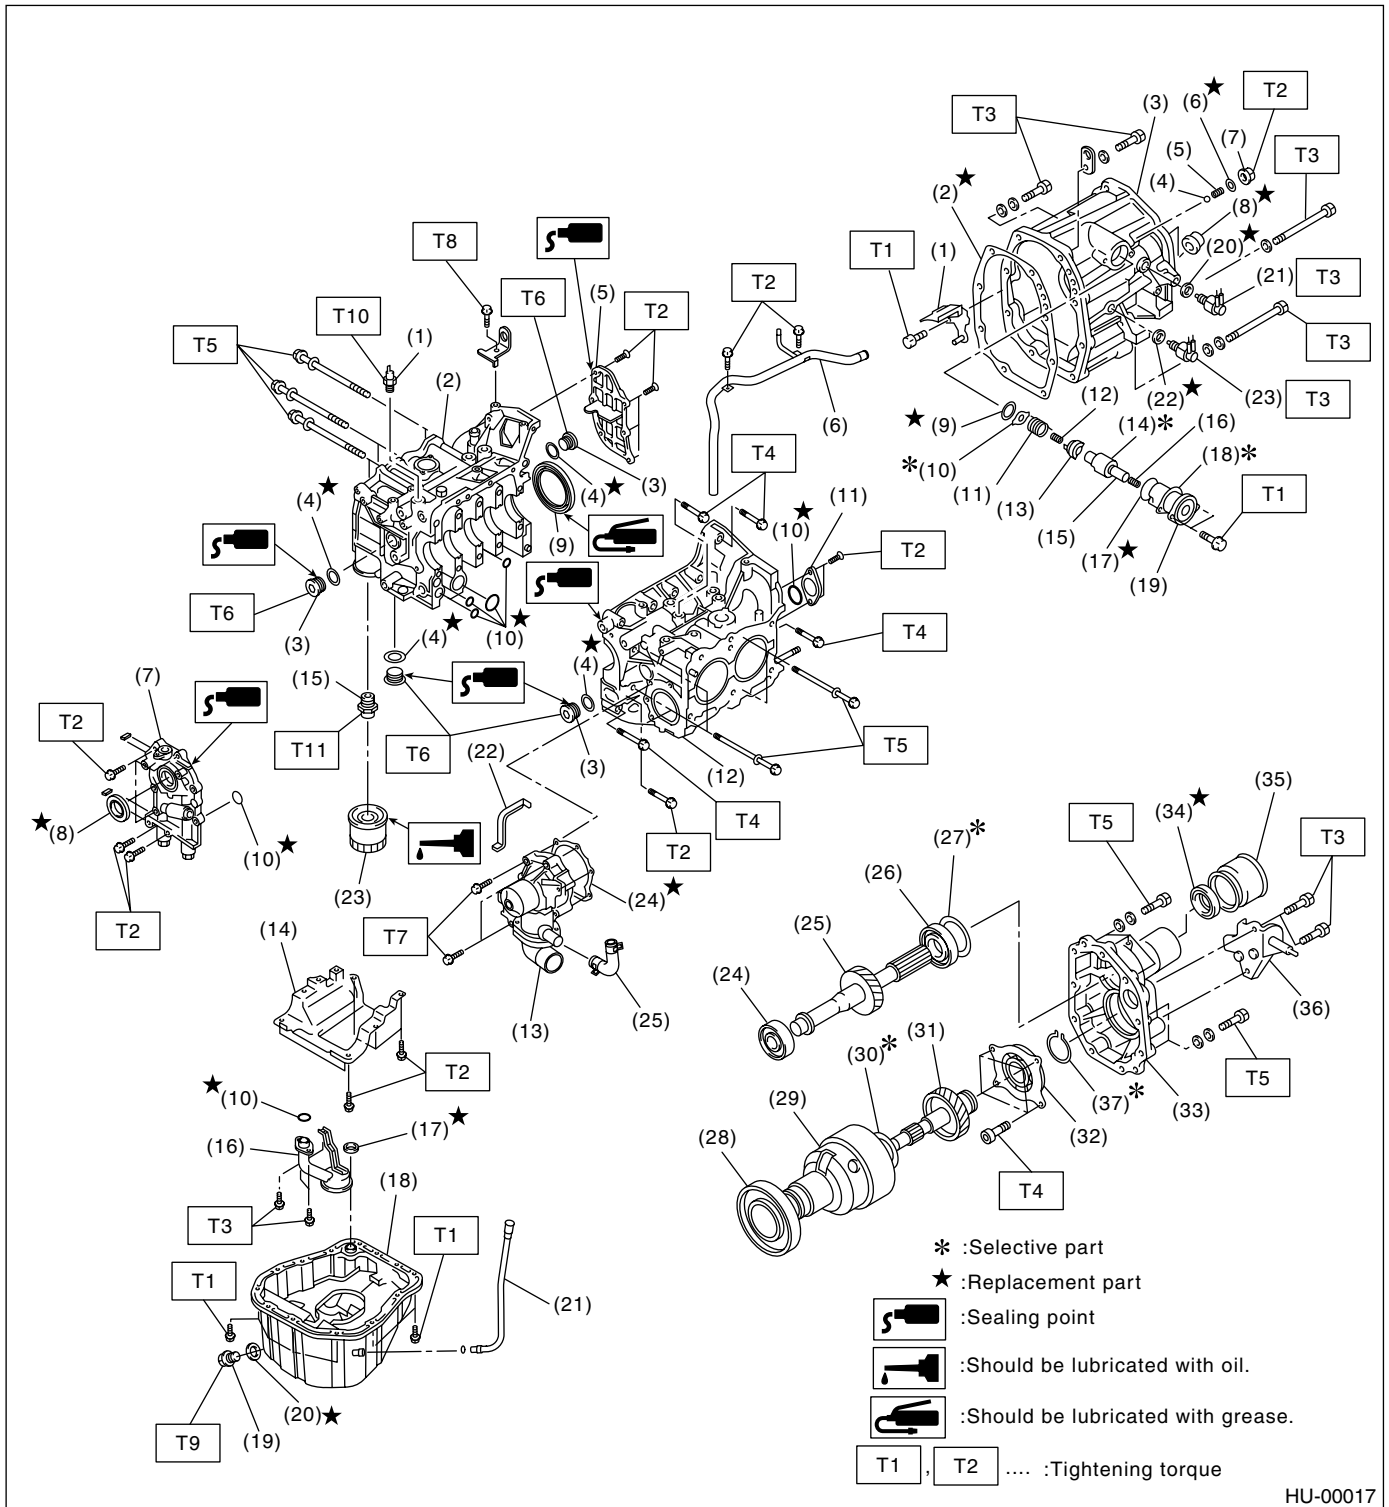 T3
(6)★
T2
(3)
(7)
T3
(5)
(4)
(2)★
(8)★
T8
(20)★
T1
(1)
T2
T6
(5)
T2
(21)
T3
T10
T3
T5
(1)
(2)
(6)
(22)★
(23)
T3
(12)
★(9)
(14)*
(16)
(4)★
(3)
T4
*(10)
(18)*
(4)★
(11)
(11)
(13)
T1
(9)
(10)★
(15)
T2
(17)★
(19)
T6
(3)
(10)★
T4
(4)★
(4)★
(7)
(15)
T2
T11
T6
(3)
(22)
(12)
T5
★(8)
(10)★
T4
(35)
(34)★
T5
T3
(23)
T2
(24)★
(27)*
(26)
T2
(14)
T7
(25)
(24)
(13)
(25)
(36)
(31)
(30)*
T5
T2
★(10)
(17)★
(29)
(37)*
(33)
(32)
(16)
(28)
(18)
T4
T3
T1
T1
(21)
(20)★
T9
(19)
* :Selective part
★ :Replacement part
:Sealing point
:Should be lubricated with oil.
:Should be lubricated with grease.
T1 , T2 .... :Tightening torque
HU-00017